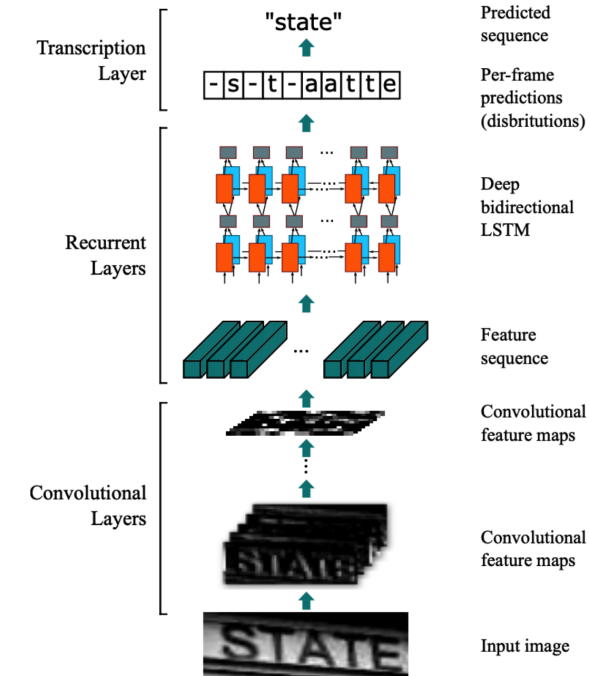 "state"
Predicted
sequence
Transcription
Layer
- s - t - a a t t e
Per-frame
predictions
(disbritutions)
Recurrent
Layers
...
...
...
...
Deep
bidirectional
LSTM
...
Feature
sequence
Convolutional
feature maps
Convolutional
Layers
...
STATE
Convolutional
feature maps
STATE
Input image